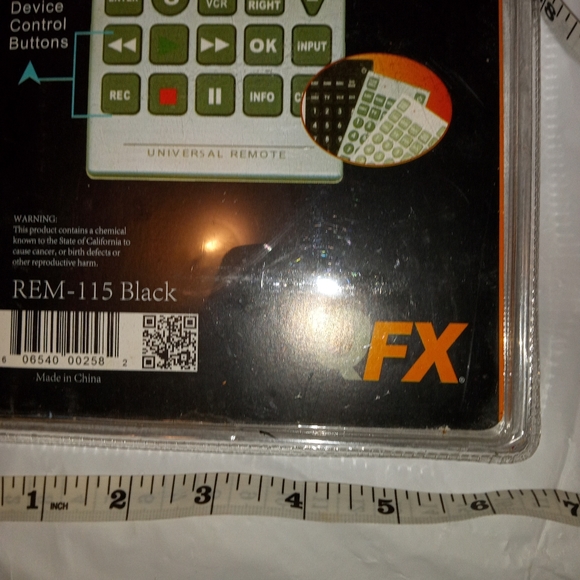 Device
Control
Buttons
VCR
RIGHT
OK
INPUT
REC
INFO
UNIVERSAL REMOTE
WARNING:
This product contains a chemical
known to the State of California to
cause cancer, or birth defects or
other reproductive harm.
REM-115 Black
6 06540 00258 2
Made in China
QFX®
1 INCH 2 3 4 5 6 7
8